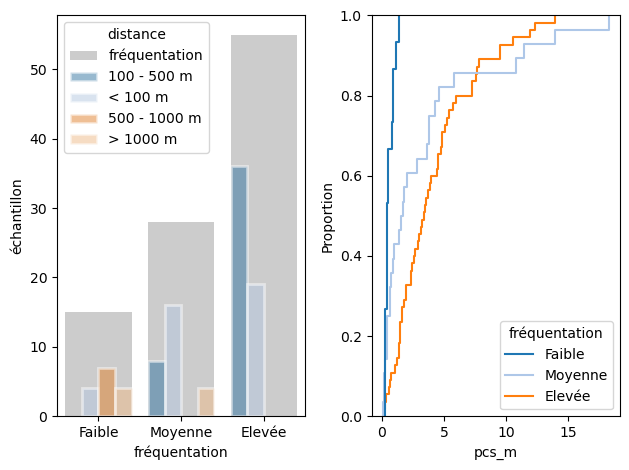 distance
fréquentation
100 - 500 m
< 100 m
500 - 1000 m
> 1000 m
50
40
30
20
10
0
échantillon
Faible
Moyenne
Elevée
fréquentation
1.0
0.8
0.6
0.4
0.2
0.0
Proportion
fréquentation
Faible
Moyenne
Elevée
0
5
10
15
pcs_m